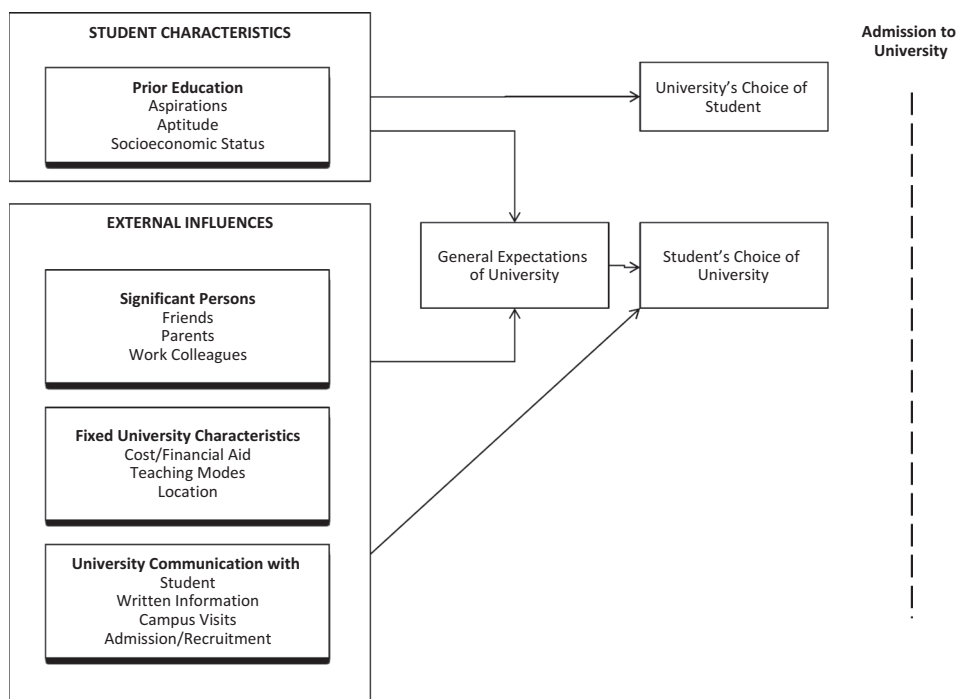 STUDENT CHARACTERISTICS
Prior Education
Aspirations
Aptitude
Socioeconomic Status
University’s Choice of
Student
Admission to
University
EXTERNAL INFLUENCES
Significant Persons
Friends
Parents
Work Colleagues
General Expectations
of University
Student’s Choice of
University
Fixed University Characteristics
Cost/Financial Aid
Teaching Modes
Location
University Communication with
Student
Written Information
Campus Visits
Admission/Recruitment